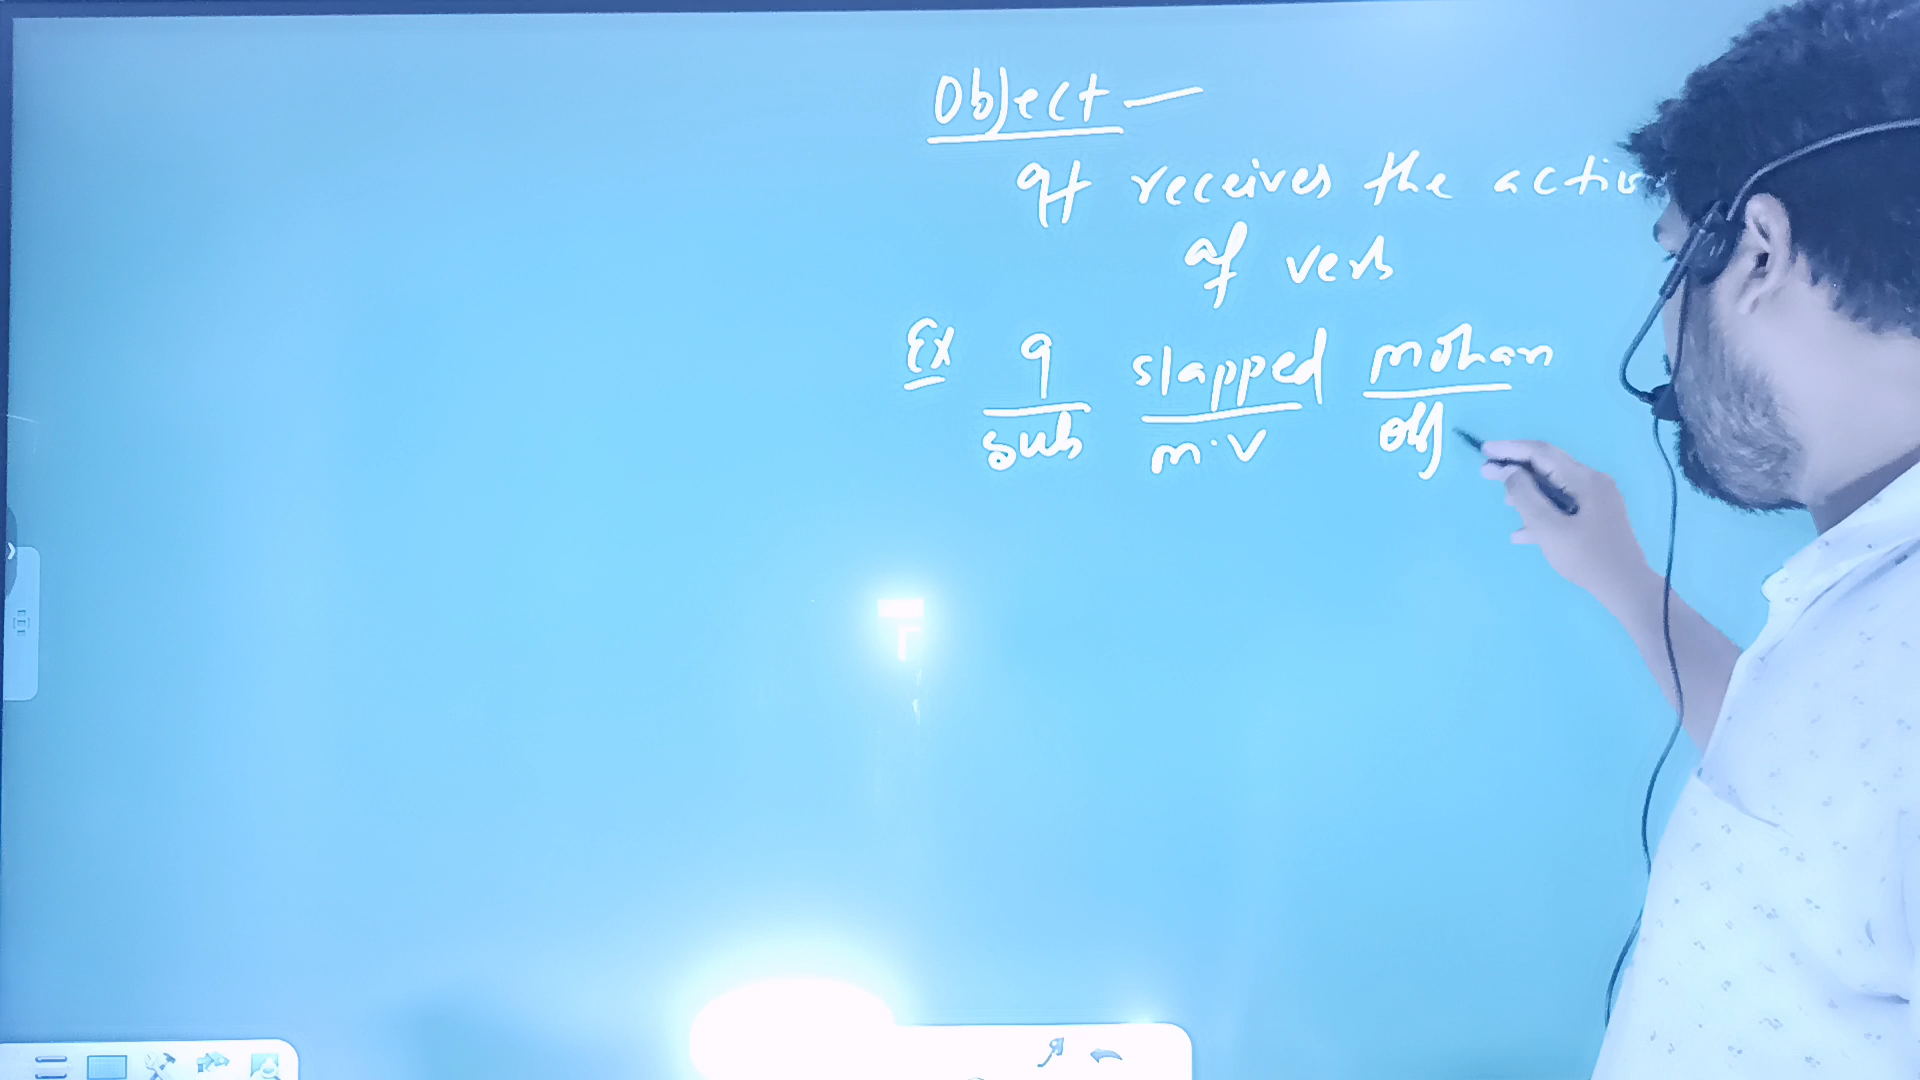 Object —
It receives the action
of verb
Ex I slapped mohan
sub m.v obj